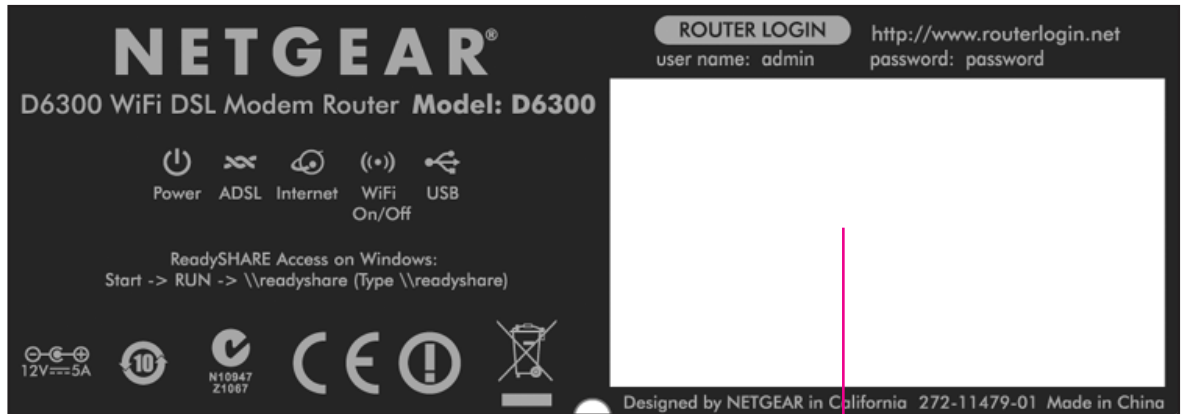 NETGEAR®
D6300 WiFi DSL Modem Router Model: D6300
Power ADSL Internet WiFi On/Off USB
ReadySHARE Access on Windows:
Start -> RUN -> \\readyshare (Type \\readyshare)
12V⎓5A
10
N10947
Z1067
CE
ROUTER LOGIN http://www.routerlogin.net
user name: admin password: password
Designed by NETGEAR in California 272-11479-01 Made in China